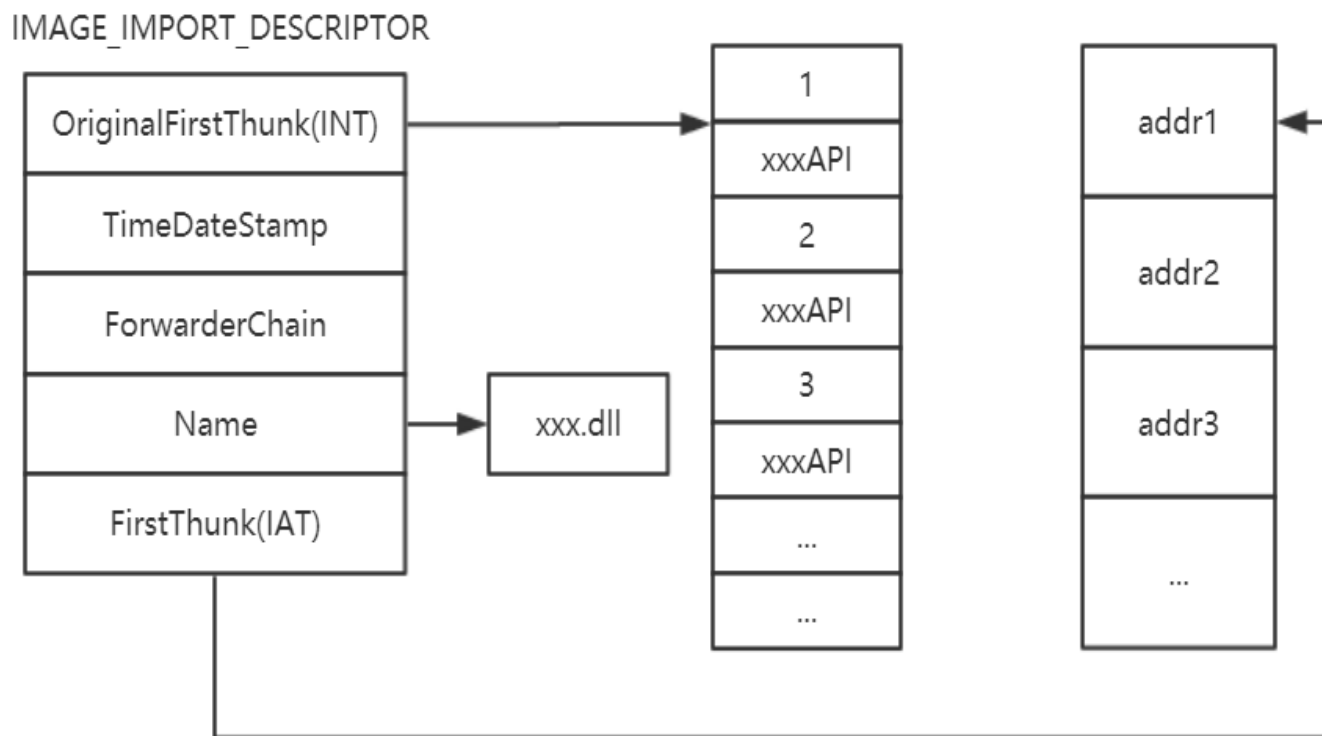 IMAGE_IMPORT_DESCRIPTOR
OriginalFirstThunk(INT)
TimeDateStamp
ForwarderChain
Name
FirstThunk(IAT)
xxx.dll
1
xxxAPI
2
xxxAPI
3
xxxAPI
...
...
addr1
addr2
addr3
...